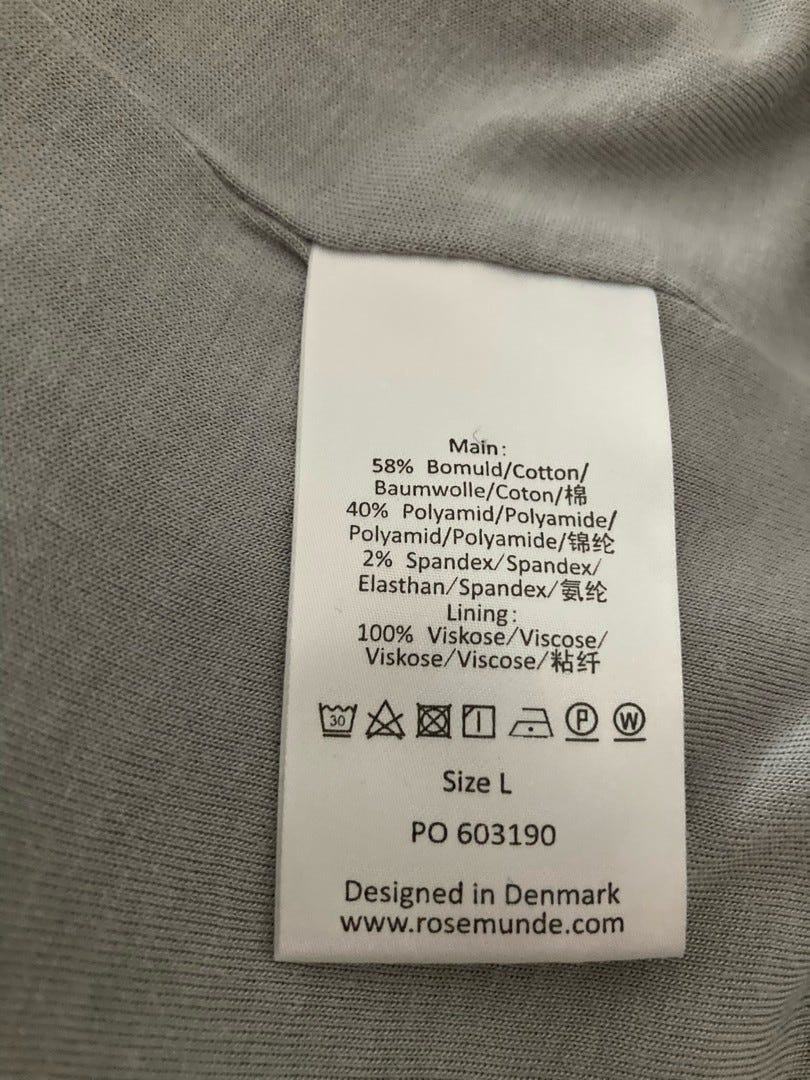 Main:
58% Bomuld/Cotton/
Baumwolle/Coton/棉
40% Polyamid/Polyamide/
Polyamid/Polyamide/锦纶
2% Spandex/Spandex/
Elasthan/Spandex/氨纶
Lining:
100% Viskose/Viscose/
Viskose/Viscose/粘纤
30 P W
Size L
PO 603190
Designed in Denmark
www.rosemunde.com